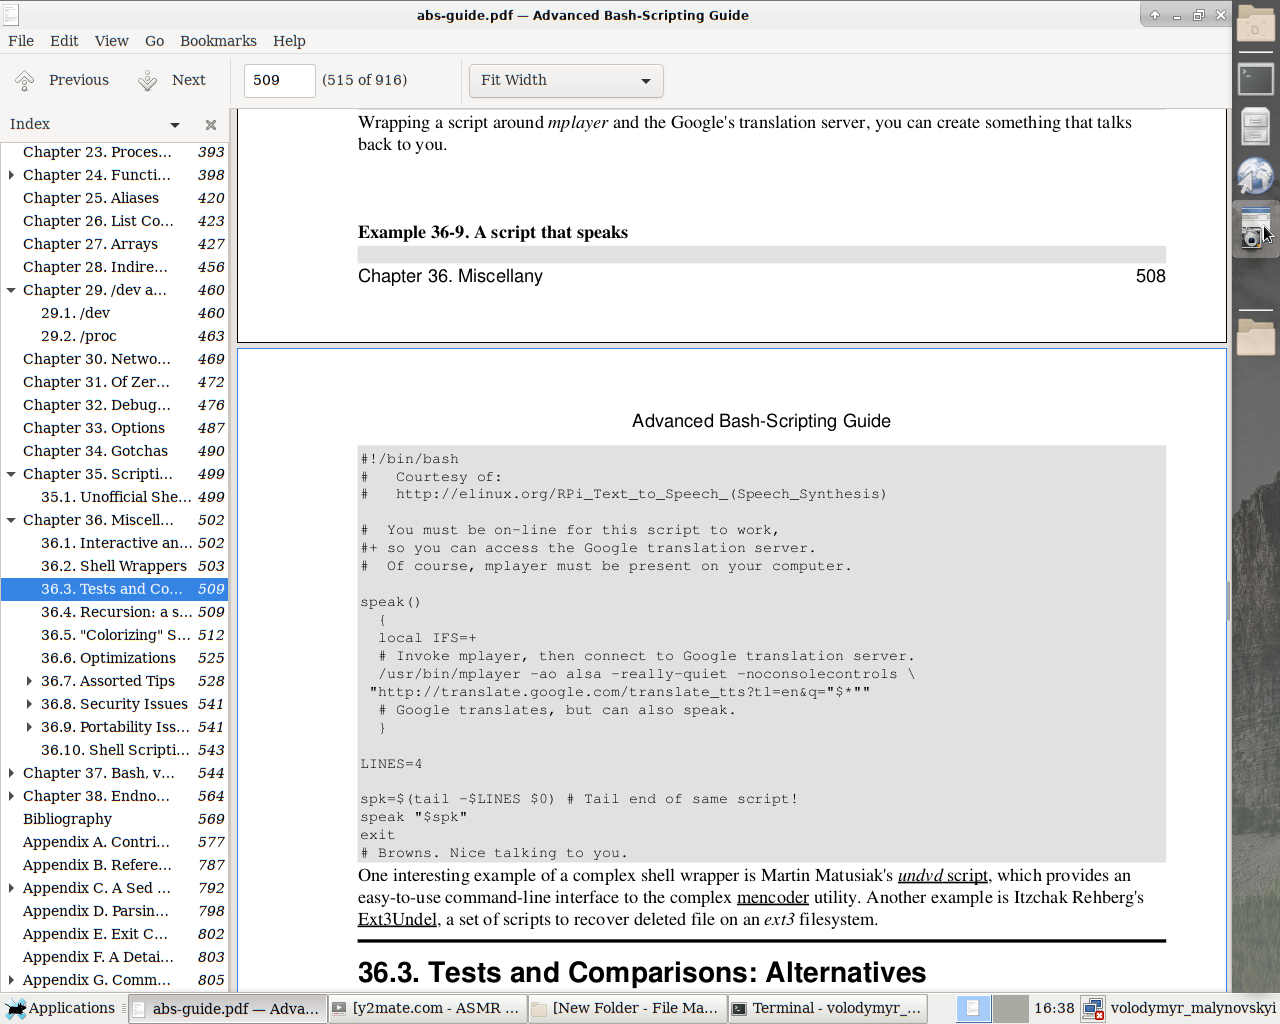 abs-guide.pdf — Advanced Bash-Scripting Guide
File Edit View Go Bookmarks Help
Previous Next 509 (515 of 916) Fit Width
Index
Chapter 23. Proces... 393
Chapter 24. Functi... 398
Chapter 25. Aliases 420
Chapter 26. List Co... 423
Chapter 27. Arrays 427
Chapter 28. Indire... 456
Chapter 29. /dev a... 460
29.1. /dev 460
29.2. /proc 463
Chapter 30. Netwo... 469
Chapter 31. Of Zer... 472
Chapter 32. Debug... 476
Chapter 33. Options 487
Chapter 34. Gotchas 490
Chapter 35. Scripti... 499
35.1. Unofficial She... 499
Chapter 36. Miscell... 502
36.1. Interactive an... 502
36.2. Shell Wrappers 503
36.3. Tests and Co... 509
36.4. Recursion: a s... 509
36.5. "Colorizing" S... 512
36.6. Optimizations 525
36.7. Assorted Tips 528
36.8. Security Issues 541
36.9. Portability Iss... 541
36.10. Shell Scripti... 543
Chapter 37. Bash, v... 544
Chapter 38. Endno... 564
Bibliography 569
Appendix A. Contri... 577
Appendix B. Refere... 787
Appendix C. A Sed ... 792
Appendix D. Parsin... 798
Appendix E. Exit C... 802
Appendix F. A Detai... 803
Appendix G. Comm... 805
Wrapping a script around mplayer and the Google's translation server, you can create something that talks
back to you.
Example 36-9. A script that speaks
Chapter 36. Miscellany 508
Advanced Bash-Scripting Guide
#!/bin/bash
#   Courtesy of:
#   http://elinux.org/RPi_Text_to_Speech_(Speech_Synthesis)
#  You must be on-line for this script to work,
#+ so you can access the Google translation server.
#  Of course, mplayer must be present on your computer.
speak()
  {
  local IFS=+
  # Invoke mplayer, then connect to Google translation server.
  /usr/bin/mplayer -ao alsa -really-quiet -noconsolecontrols \
 "http://translate.google.com/translate_tts?tl=en&q="$*""
  # Google translates, but can also speak.
  }
LINES=4
spk=$(tail -$LINES $0) # Tail end of same script!
speak "$spk"
exit
# Browns. Nice talking to you.
One interesting example of a complex shell wrapper is Martin Matusiak's undvd script, which provides an
easy-to-use command-line interface to the complex mencoder utility. Another example is Itzchak Rehberg's
Ext3Undel, a set of scripts to recover deleted file on an ext3 filesystem.
36.3. Tests and Comparisons: Alternatives
Applications abs-guide.pdf — Adva... [y2mate.com - ASMR ... [New Folder - File Ma... Terminal - volodymyr_... 16:38 volodymyr_malynovskyi